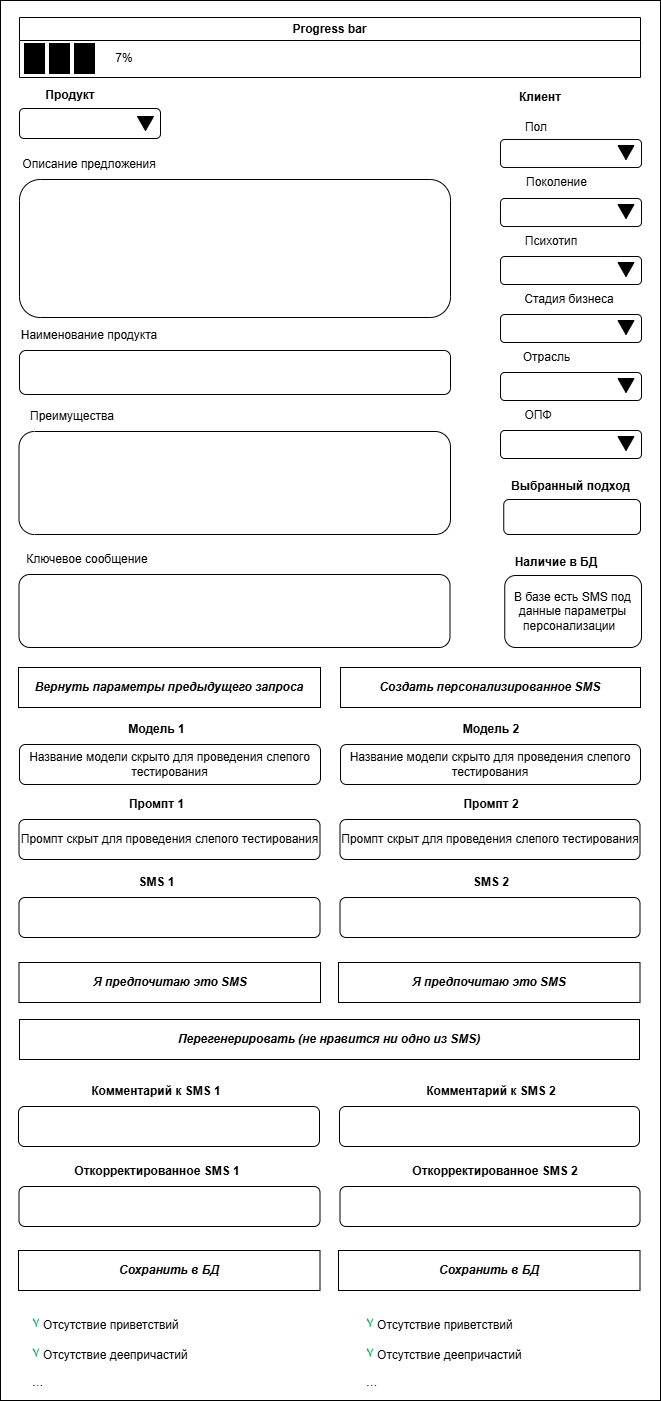 Progress bar
7%
Продукт
Клиент
Пол
Описание предложения
Поколение
Психотип
Стадия бизнеса
Наименование продукта
Отрасль
Преимущества
ОПФ
Выбранный подход
Ключевое сообщение
Наличие в БД
В базе есть SMS под
данные параметры
персонализации
Вернуть параметры предыдущего запроса
Создать персонализированное SMS
Модель 1
Модель 2
Название модели скрыто для проведения слепого
тестирования
Название модели скрыто для проведения слепого
тестирования
Промпт 1
Промпт 2
Промпт скрыт для проведения слепого тестирования
Промпт скрыт для проведения слепого тестирования
SMS 1
SMS 2
Я предпочитаю это SMS
Я предпочитаю это SMS
Перегенерировать (не нравится ни одно из SMS)
Комментарий к SMS 1
Комментарий к SMS 2
Откорректированное SMS 1
Откорректированное SMS 2
Сохранить в БД
Сохранить в БД
Отсутствие приветствий
Отсутствие приветствий
Отсутствие деепричастий
Отсутствие деепричастий
...
...